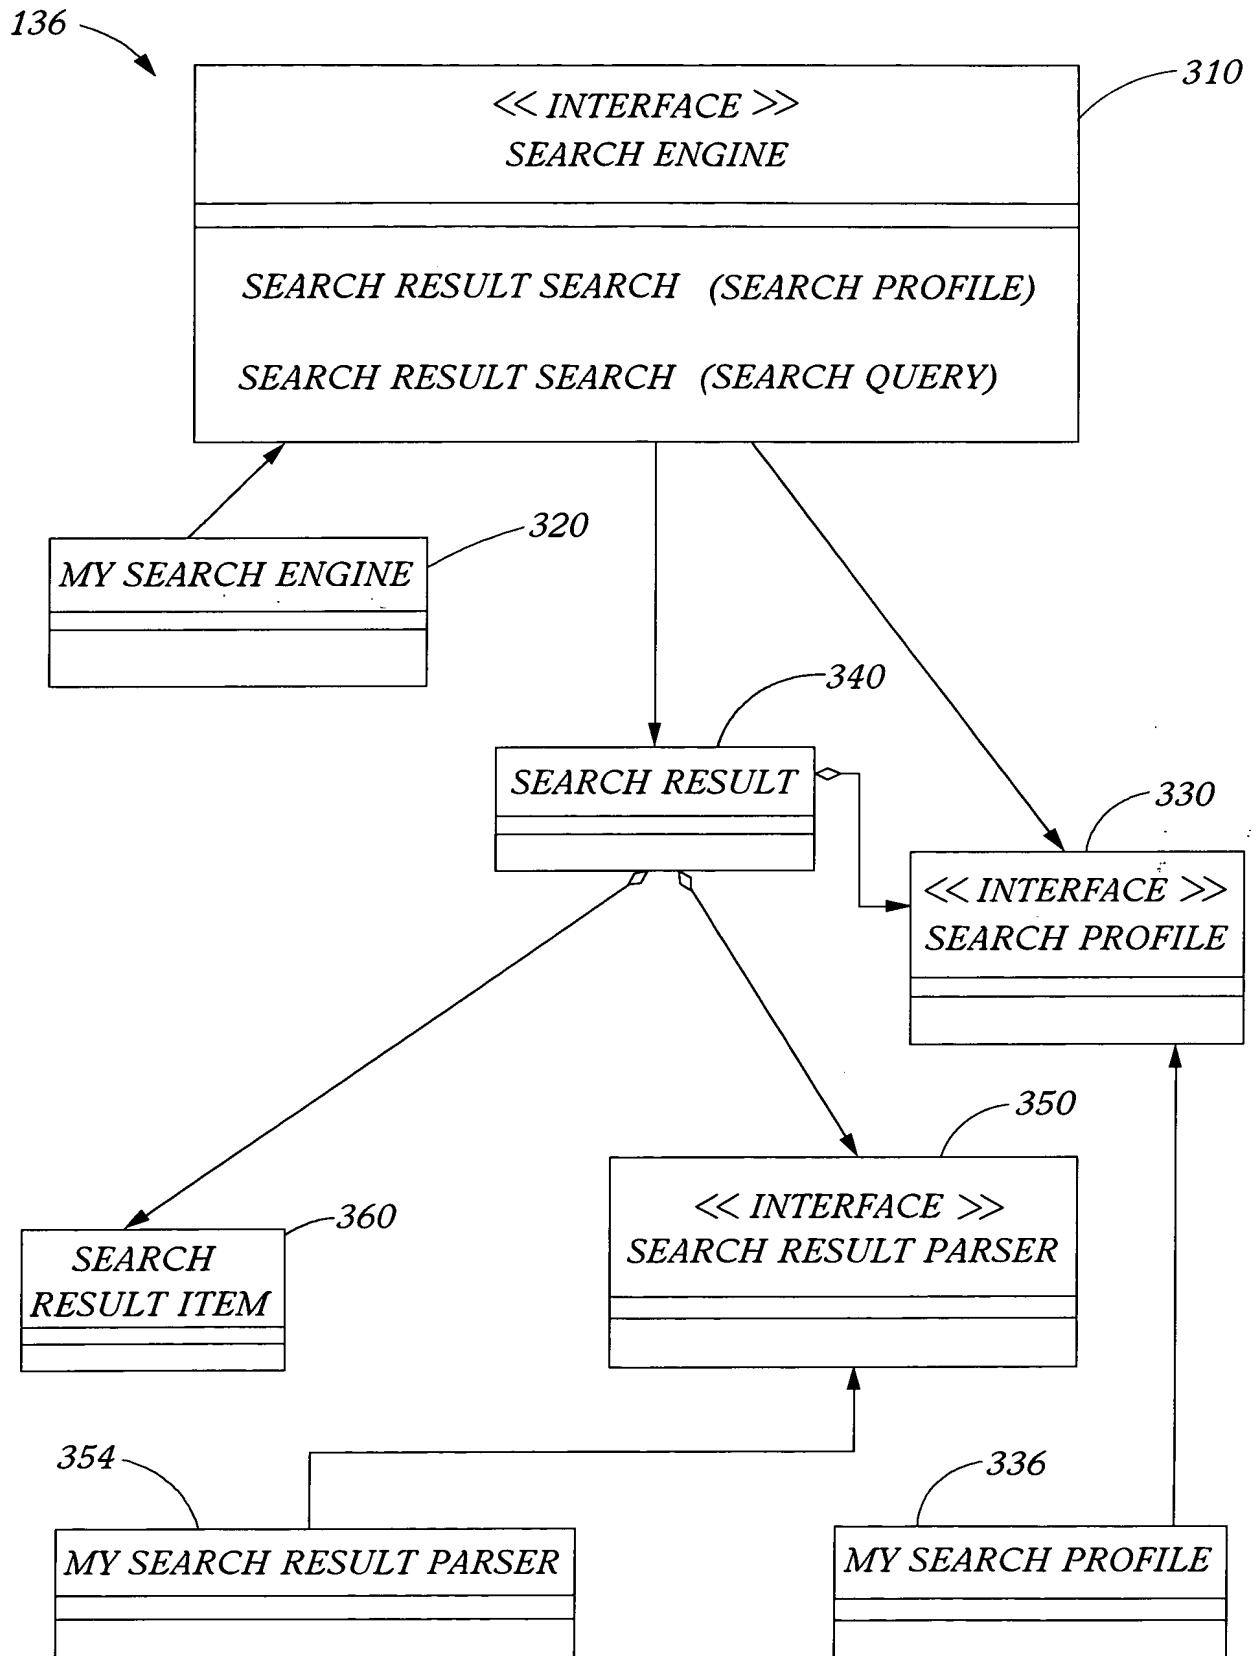 136
310
<< INTERFACE >>
SEARCH ENGINE
SEARCH RESULT SEARCH (SEARCH PROFILE)
SEARCH RESULT SEARCH (SEARCH QUERY)
320
MY SEARCH ENGINE
340
SEARCH RESULT
330
<< INTERFACE >>
SEARCH PROFILE
350
<< INTERFACE >>
SEARCH RESULT PARSER
360
SEARCH
RESULT ITEM
354
MY SEARCH RESULT PARSER
336
MY SEARCH PROFILE